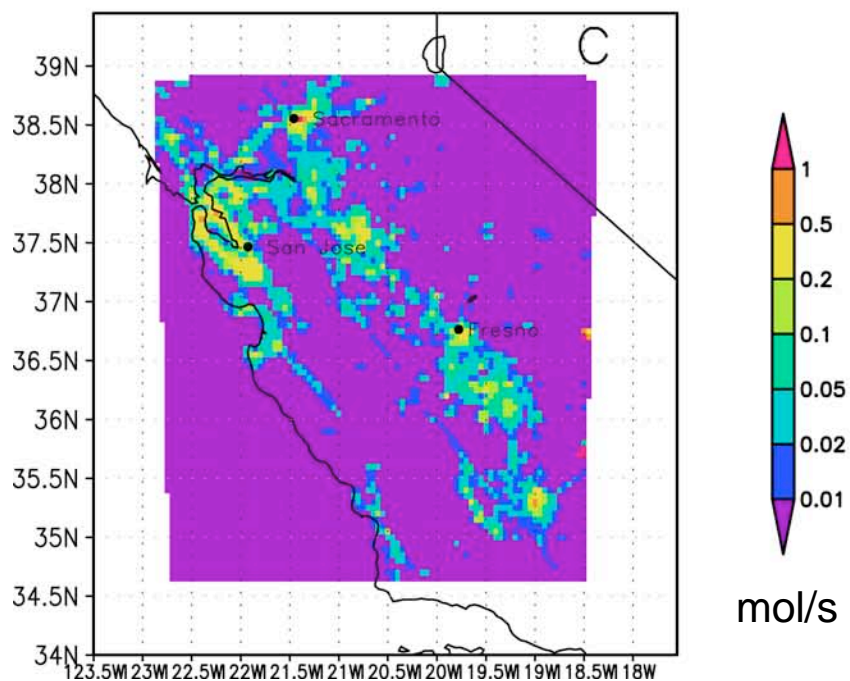 C
39N
38.5N
Sacramento
38N
37.5N
San Jose
37N
Fresno
36.5N
36N
35.5N
35N
34.5N
34N
123.5W 123W 122.5W 122W 121.5W 121W 120.5W 120W 119.5W 119W 118.5W 118W
1
0.5
0.2
0.1
0.05
0.02
0.01
mol/s